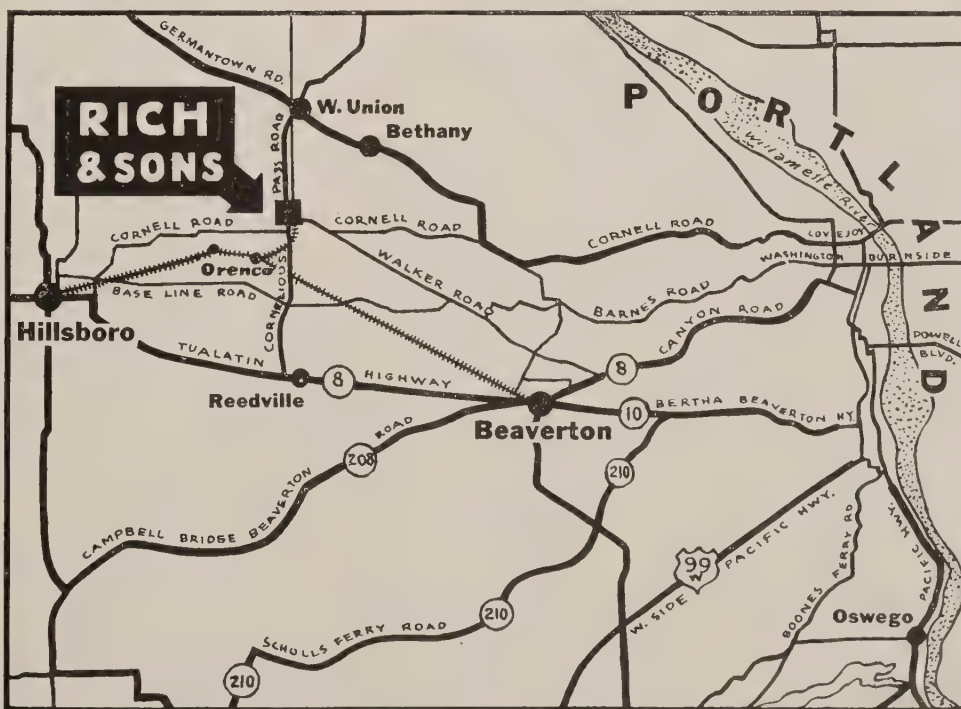 GERMANTOWN RD.
RICH
& SONS
PASS ROAD
W. Union
Bethany
PORTLAND
Willamette River
CORNELL ROAD
CORNELL ROAD
CORNELL ROAD
LOVEJOY
WASHINGTON
BURNSIDE
Orenco
WALKER ROAD
BARNES ROAD
BASE LINE ROAD
Hillsboro
CANYON ROAD
POWELL
BLVD.
TUALATIN
8
HIGHWAY
8
Reedville
Beaverton
10
BERTHA BEAVERTON HY.
CAMPBELL BRIDGE BEAVERTON
208
ROAD
210
W. SIDE
99
W
PACIFIC HWY.
BOONES FERRY RD
PACIFIC HWY.
Oswego
210
SCHOLLS FERRY ROAD
210